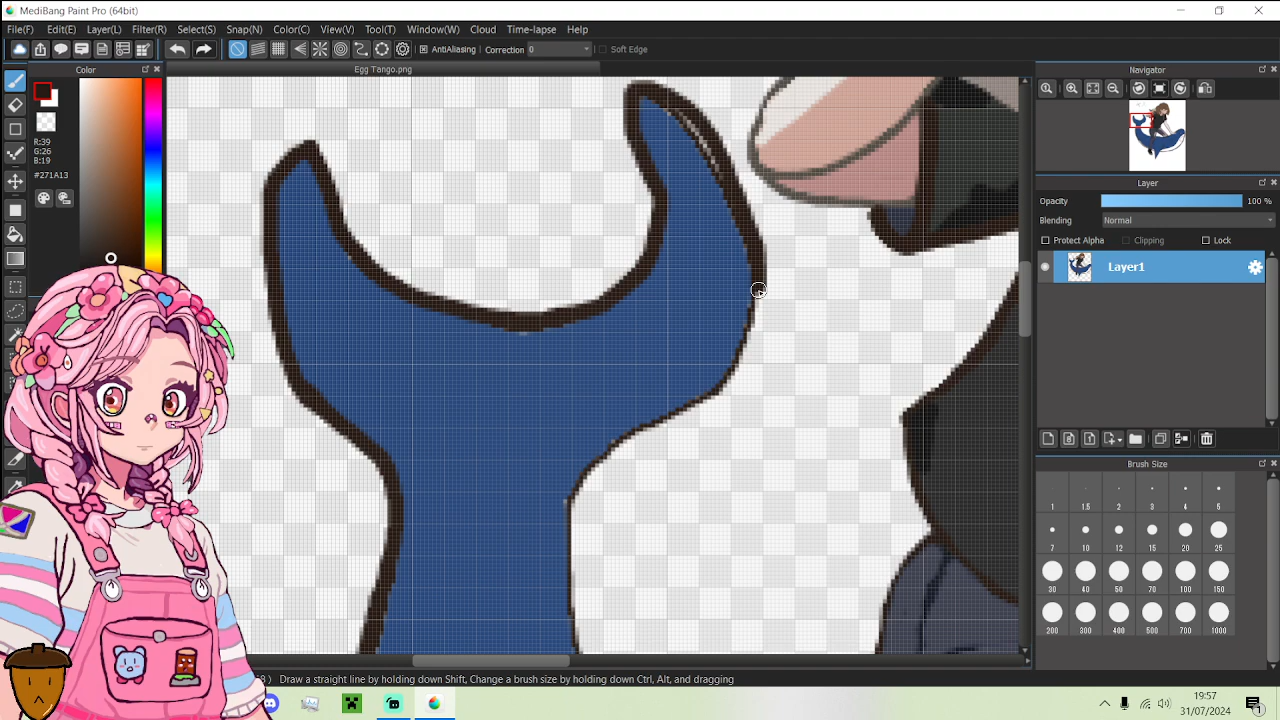 MediBang Paint Pro (64bit)
File(F) Edit(E) Layer(L) Filter(R) Select(S) Snap(N) Color(C) View(V) Tool(T) Window(W) Cloud Time-lapse Help
AntiAliasing Correction 0 Soft Edge
Color
Egg Tango.png
Navigator
R:39
G:26
B:19
#271A13
Layer
Opacity 100 %
Blending Normal
Protect Alpha Clipping Lock
Layer1
Brush Size
1 1.5 2 3 4 5
7 10 12 15 20 25
30 40 50 70 100 150
200 300 400 500 700 1000
Draw a straight line by holding down Shift, Change a brush size by holding down Ctrl, Alt, and dragging
19:57
31/07/2024
1